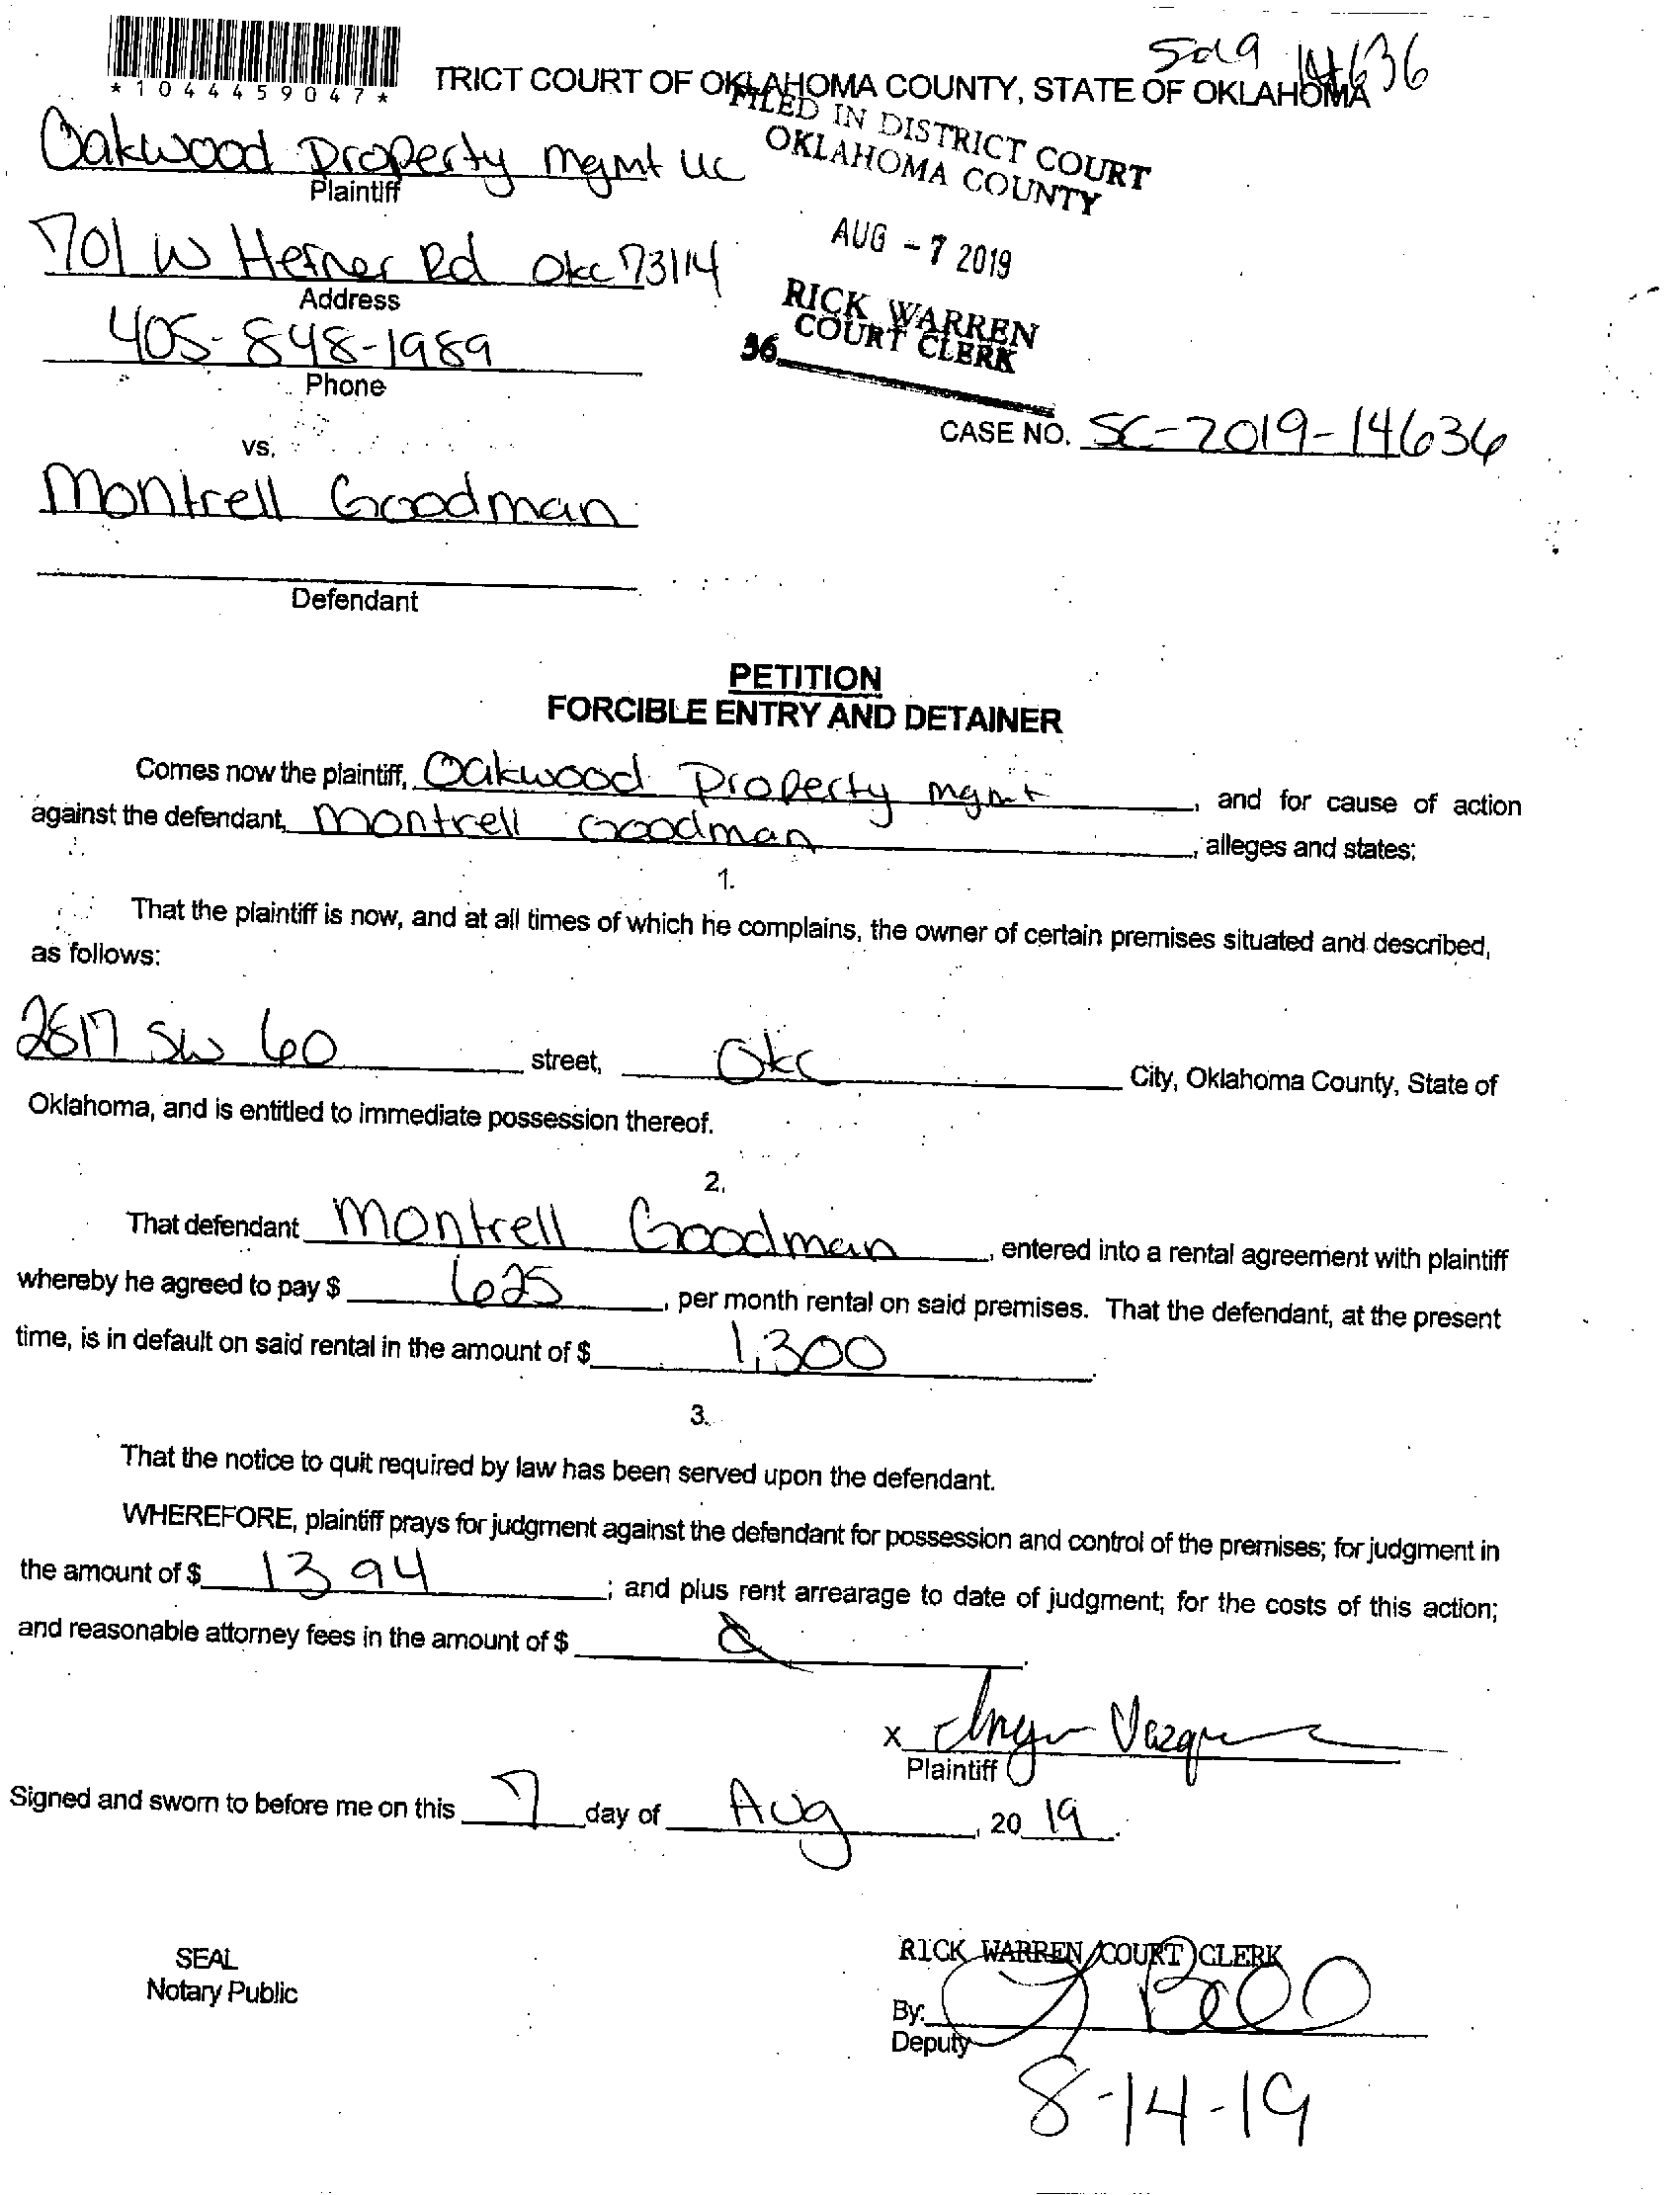 *1044459047*
5019 14636
TRICT COURT OF OKLAHOMA COUNTY, STATE OF OKLAHOMA
FILED IN DISTRICT COURT
OKLAHOMA COUNTY
Oakwood Property Mgmt LLC
Plaintiff
AUG - 7 2019
701 W Hefner Rd Okc 73114
Address
RICK WARREN
COURT CLERK
405-848-1989
Phone
36
CASE NO. SC-2019-14636
vs.
Montrell Goodman
Defendant
PETITION
FORCIBLE ENTRY AND DETAINER
Comes now the plaintiff, Oakwood Property mgmt, and for cause of action
against the defendant, Montrell Goodman, alleges and states:
1.
That the plaintiff is now, and at all times of which he complains, the owner of certain premises situated and described,
as follows:
2617 SW 60 street, Okc City, Oklahoma County, State of
Oklahoma, and is entitled to immediate possession thereof.
2.
That defendant Montrell Goodman, entered into a rental agreement with plaintiff
whereby he agreed to pay $ 625, per month rental on said premises. That the defendant, at the present
time, is in default on said rental in the amount of $ 1,300.
3.
That the notice to quit required by law has been served upon the defendant.
WHEREFORE, plaintiff prays for judgment against the defendant for possession and control of the premises; for judgment in
the amount of $ 1394; and plus rent arrearage to date of judgment; for the costs of this action;
and reasonable attorney fees in the amount of $
X
Plaintiff
Signed and sworn to before me on this 7 day of Aug, 20 19.
SEAL
Notary Public
RICK WARREN, COURT CLERK
By:
Deputy
8-14-19